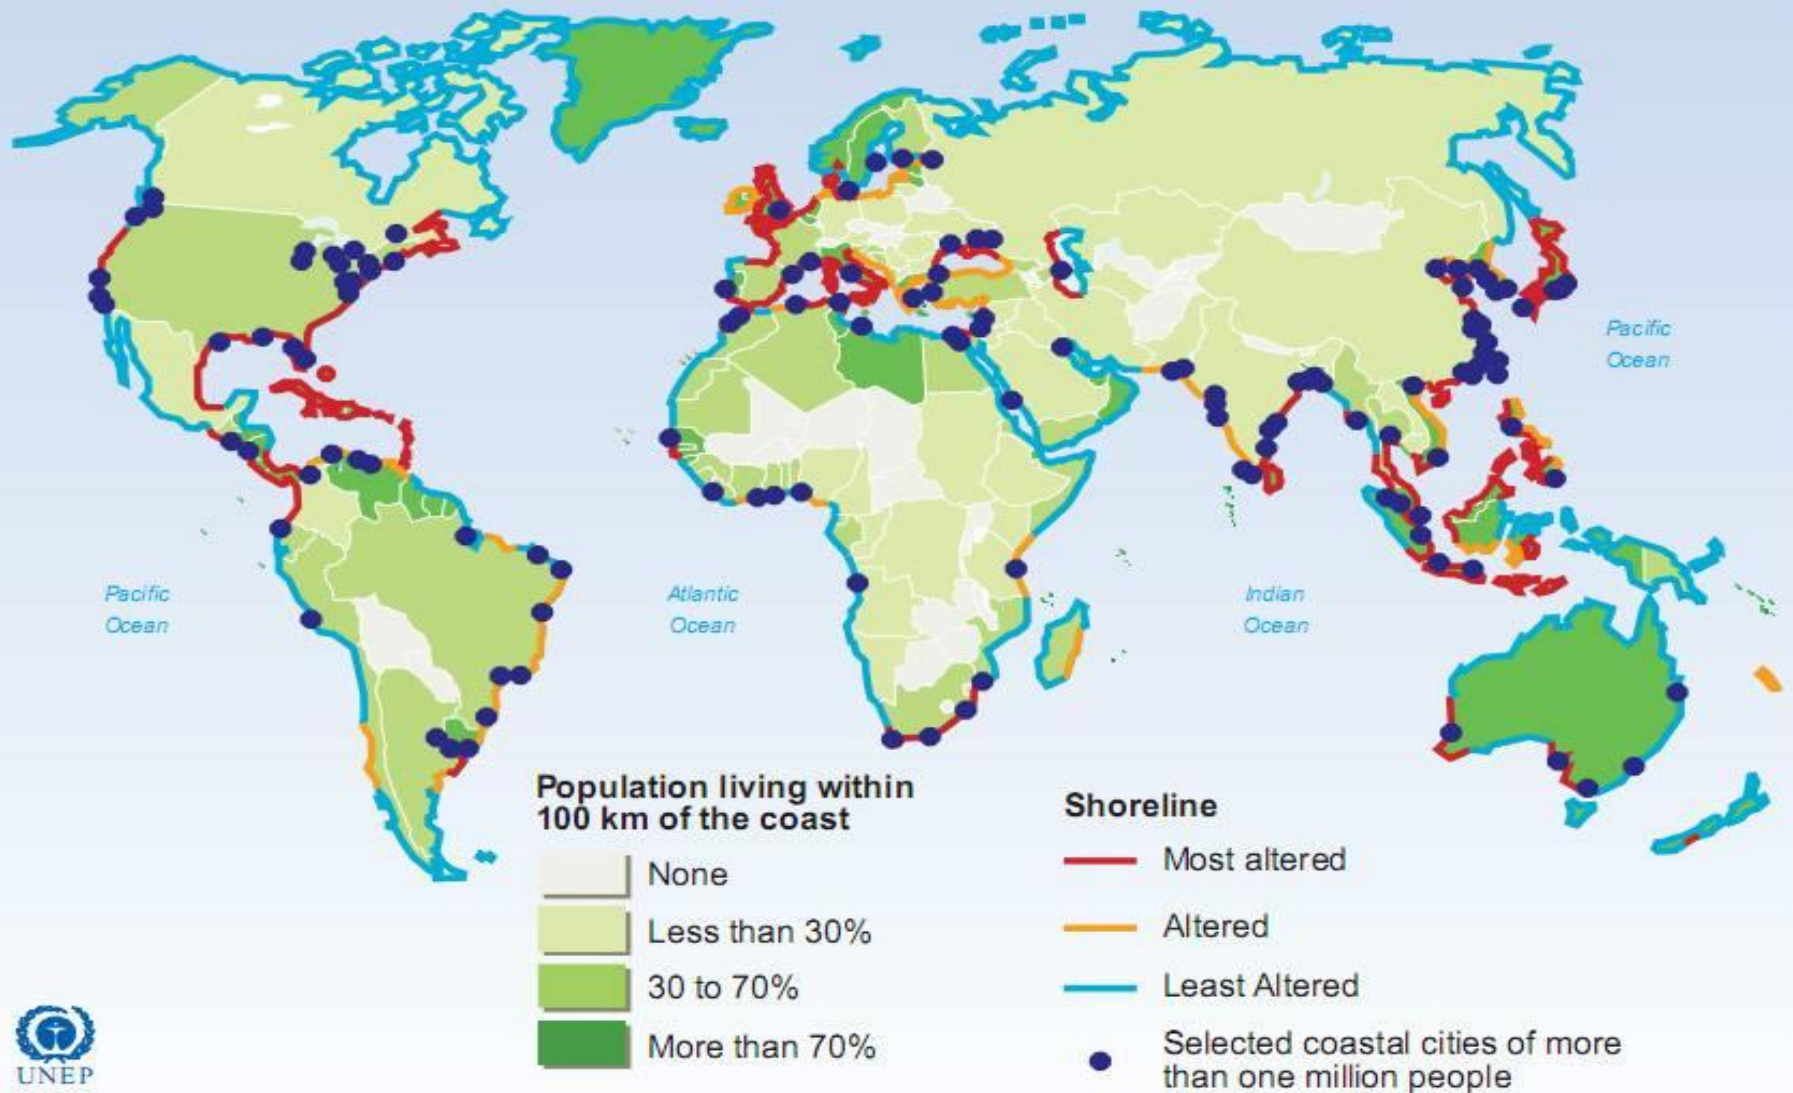 Pacific
Ocean
Pacific
Ocean
Atlantic
Ocean
Indian
Ocean
Population living within
100 km of the coast
None
Less than 30%
30 to 70%
More than 70%
Shoreline
Most altered
Altered
Least Altered
Selected coastal cities of more
than one million people
UNEP